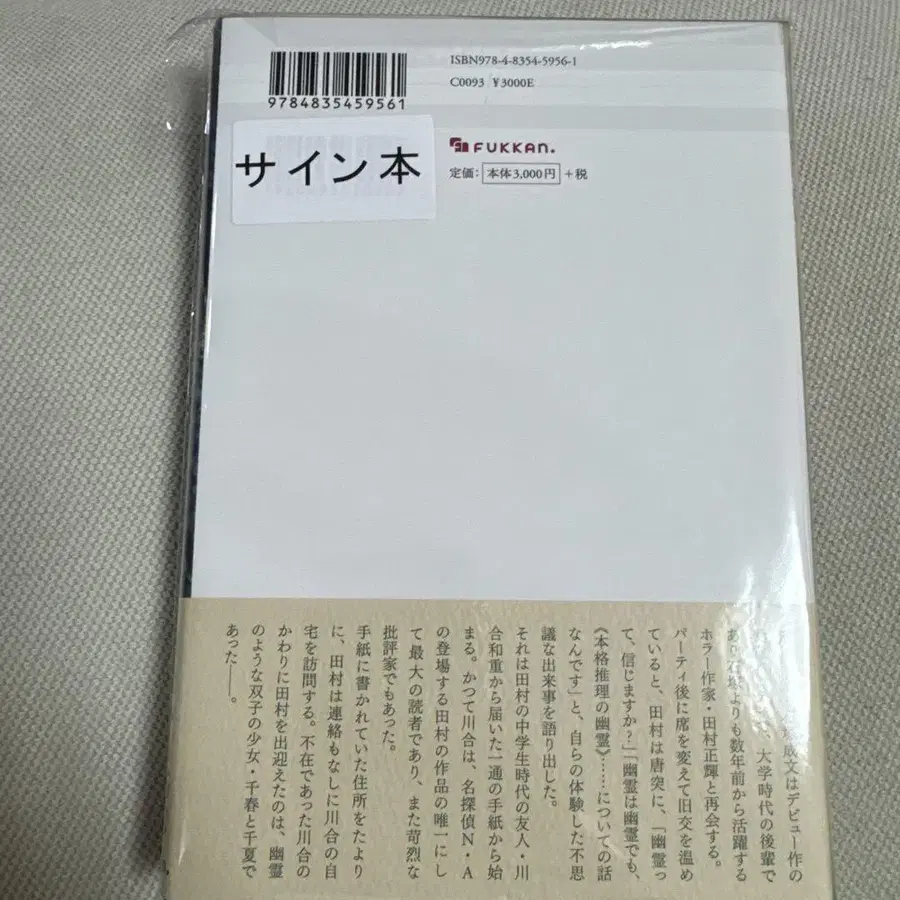 ISBN978-4-8354-5956-1
C0093 ¥3000E
9784835459561
サイン本
FUKKAN.
定価: 本体3,000円 +税
文はデビュー作の
大学時代の後輩で
あり よりも数年前から活躍する
ホラー作家・田村正輝と再会する。
パーティ後に席を変えて旧交を温め
ていると、田村は唐突に、「幽霊っ
て、信じますか?」「幽霊は幽霊でも、
《本格推理の幽霊》……についての話
なんです」と、自らの体験した不思
議な出来事を語り出した。
それは田村の中学生時代の友人・川
合和重から届いた一通の手紙から始
まる。かつて川合は、名探偵N・A
の登場する田村の作品の唯一にし
て最大の読者であり、また苛烈な
批評家でもあった。
手紙に書かれていた住所をたより
に、田村は連絡もなしに川合の自
宅を訪問する。不在であった川合の
かわりに田村を出迎えたのは、幽霊
のような双子の少女・千春と千夏で
あった――。